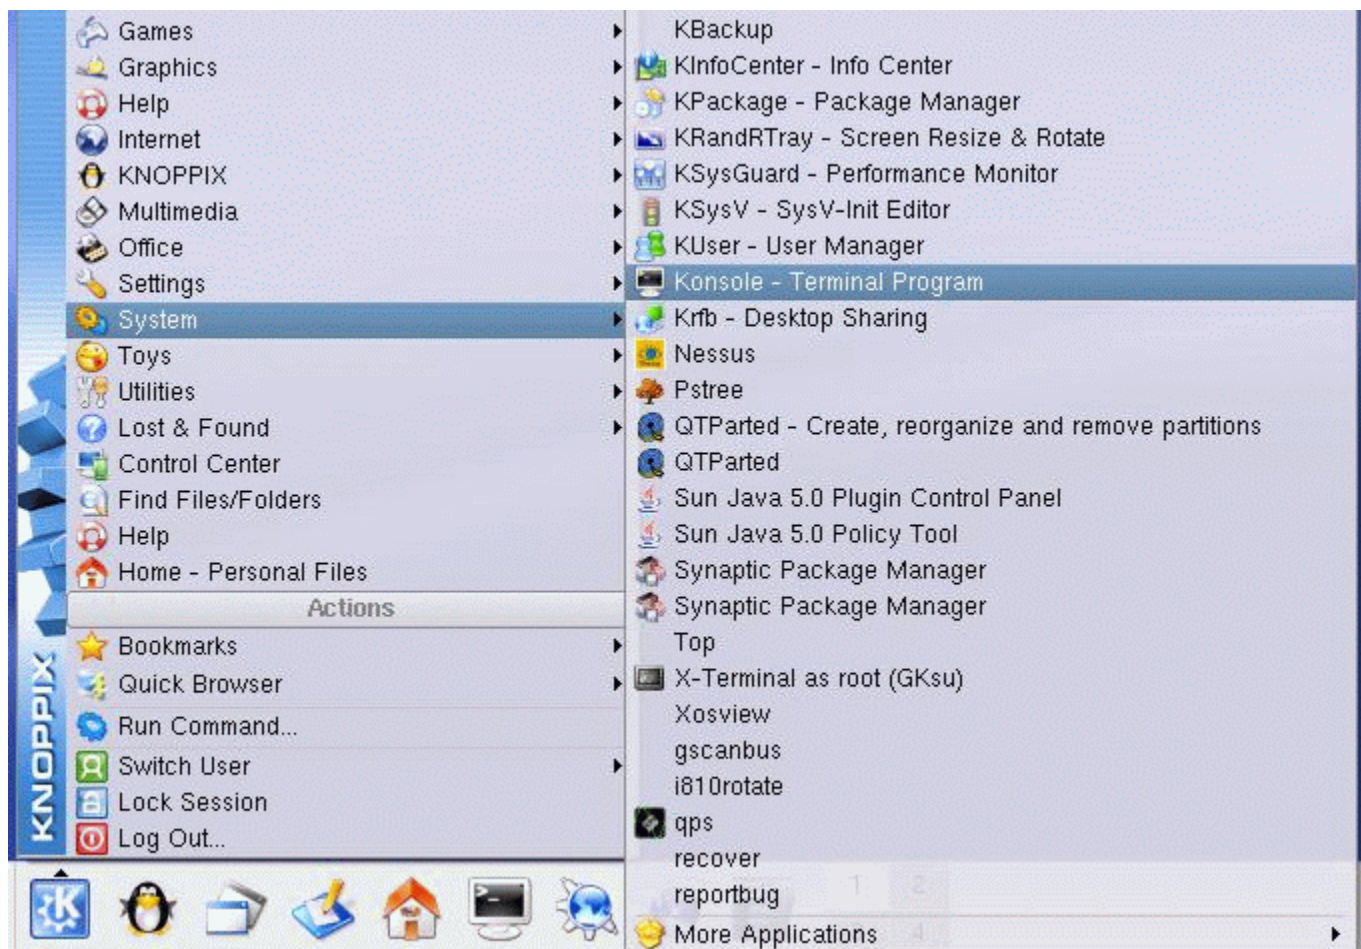 Games
Graphics
Help
Internet
KNOPPIX
Multimedia
Office
Settings
System
Toys
Utilities
Lost & Found
Control Center
Find Files/Folders
Help
Home - Personal Files
Actions
Bookmarks
Quick Browser
Run Command...
Switch User
Lock Session
Log Out...
KNOPPIX
KBackup
KInfoCenter - Info Center
KPackage - Package Manager
KRandRTray - Screen Resize & Rotate
KSysGuard - Performance Monitor
KSysV - SysV-Init Editor
KUser - User Manager
Konsole - Terminal Program
Krfb - Desktop Sharing
Nessus
Pstree
QTParted - Create, reorganize and remove partitions
QTParted
Sun Java 5.0 Plugin Control Panel
Sun Java 5.0 Policy Tool
Synaptic Package Manager
Synaptic Package Manager
Top
X-Terminal as root (GKsu)
Xosview
gscanbus
i810rotate
qps
recover
reportbug
More Applications
1 2
4